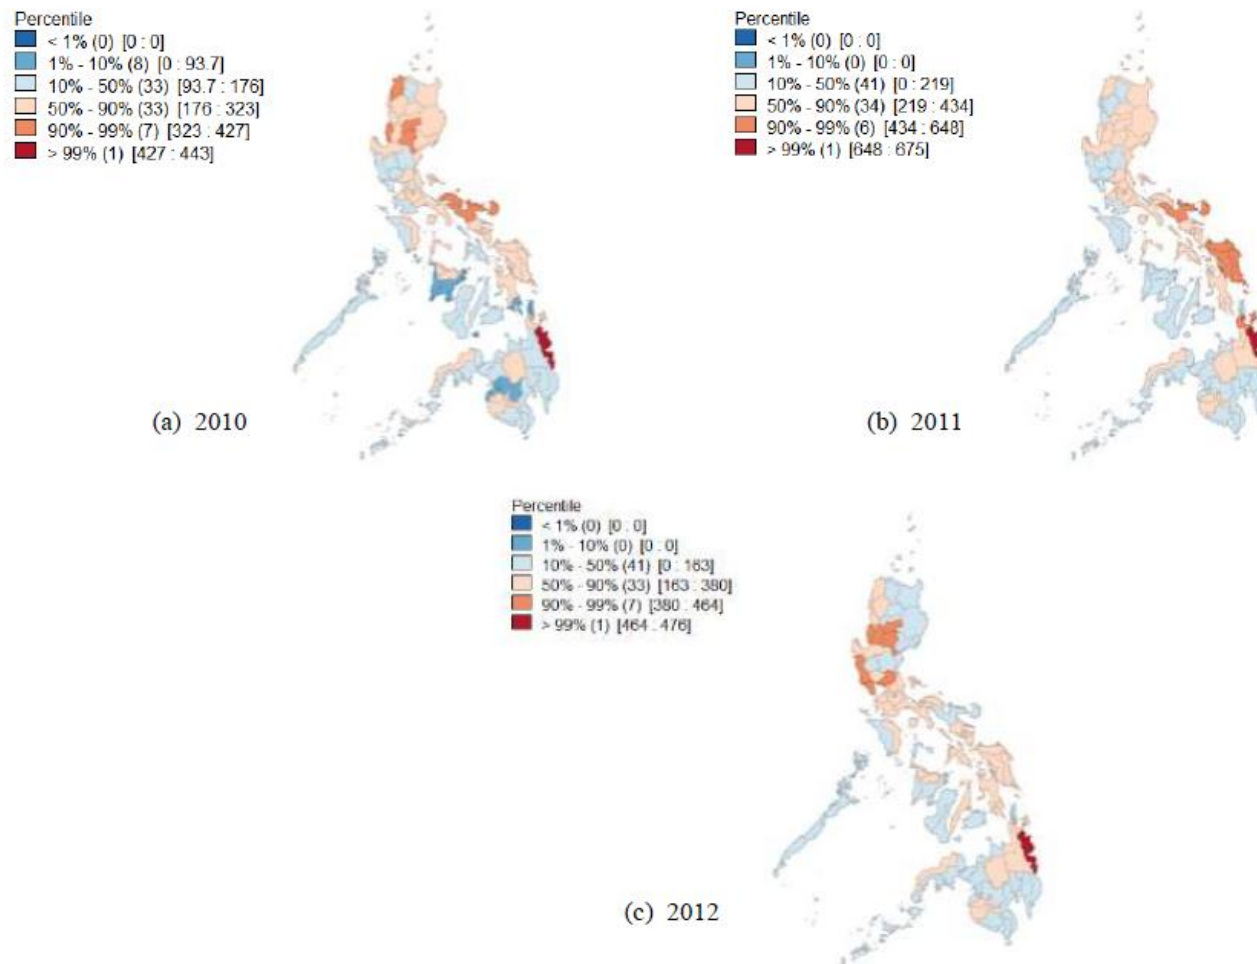 Percentile
< 1% (0) [0 : 0]
1% - 10% (8) [0 : 93.7]
10% - 50% (33) [93.7 : 176]
50% - 90% (33) [176 : 323]
90% - 99% (7) [323 : 427]
> 99% (1) [427 : 443]
(a) 2010
Percentile
< 1% (0) [0 : 0]
1% - 10% (0) [0 : 0]
10% - 50% (41) [0 : 219]
50% - 90% (34) [219 : 434]
90% - 99% (6) [434 : 648]
> 99% (1) [648 : 675]
(b) 2011
Percentile
< 1% (0) [0 : 0]
1% - 10% (0) [0 : 0]
10% - 50% (41) [0 : 163]
50% - 90% (33) [163 : 380]
90% - 99% (7) [380 : 464]
> 99% (1) [464 : 476]
(c) 2012